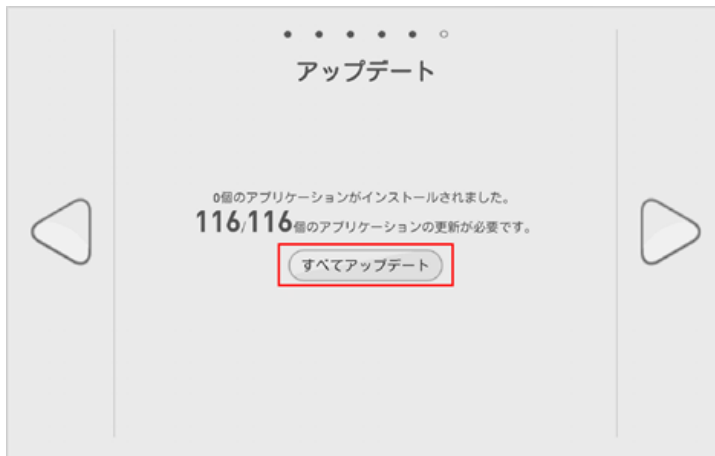 アップデート
0個のアプリケーションがインストールされました。
116/116個のアプリケーションの更新が必要です。
すべてアップデート